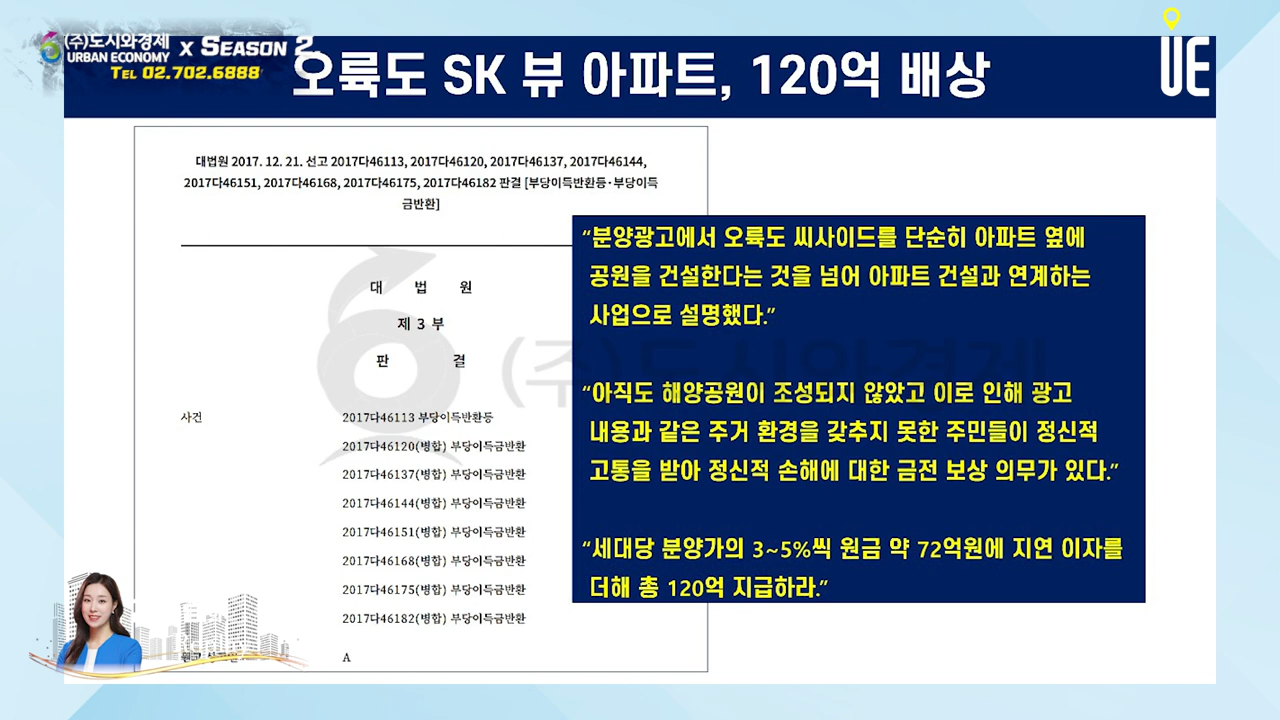 (주)도시와경제 x SEASON 2
URBAN ECONOMY
TEL 02.702.6888
오륙도 SK 뷰 아파트, 120억 배상
UE
대법원 2017. 12. 21. 선고 2017다46113, 2017다46120, 2017다46137, 2017다46144,
2017다46151, 2017다46168, 2017다46175, 2017다46182 판결 [부당이득반환등·부당이득
금반환]
대 법 원
제 3 부
판 결
사건 2017다46113 부당이득반환등
2017다46120(병합) 부당이득금반환
2017다46137(병합) 부당이득금반환
2017다46144(병합) 부당이득금반환
2017다46151(병합) 부당이득금반환
2017다46168(병합) 부당이득금반환
2017다46175(병합) 부당이득금반환
2017다46182(병합) 부당이득금반환
A
“분양광고에서 오륙도 씨사이드를 단순히 아파트 옆에
공원을 건설한다는 것을 넘어 아파트 건설과 연계하는
사업으로 설명했다.”
“아직도 해양공원이 조성되지 않았고 이로 인해 광고
내용과 같은 주거 환경을 갖추지 못한 주민들이 정신적
고통을 받아 정신적 손해에 대한 금전 보상 의무가 있다.”
“세대당 분양가의 3~5%씩 원금 약 72억원에 지연 이자를
더해 총 120억 지급하라.”
(주)도시와경제